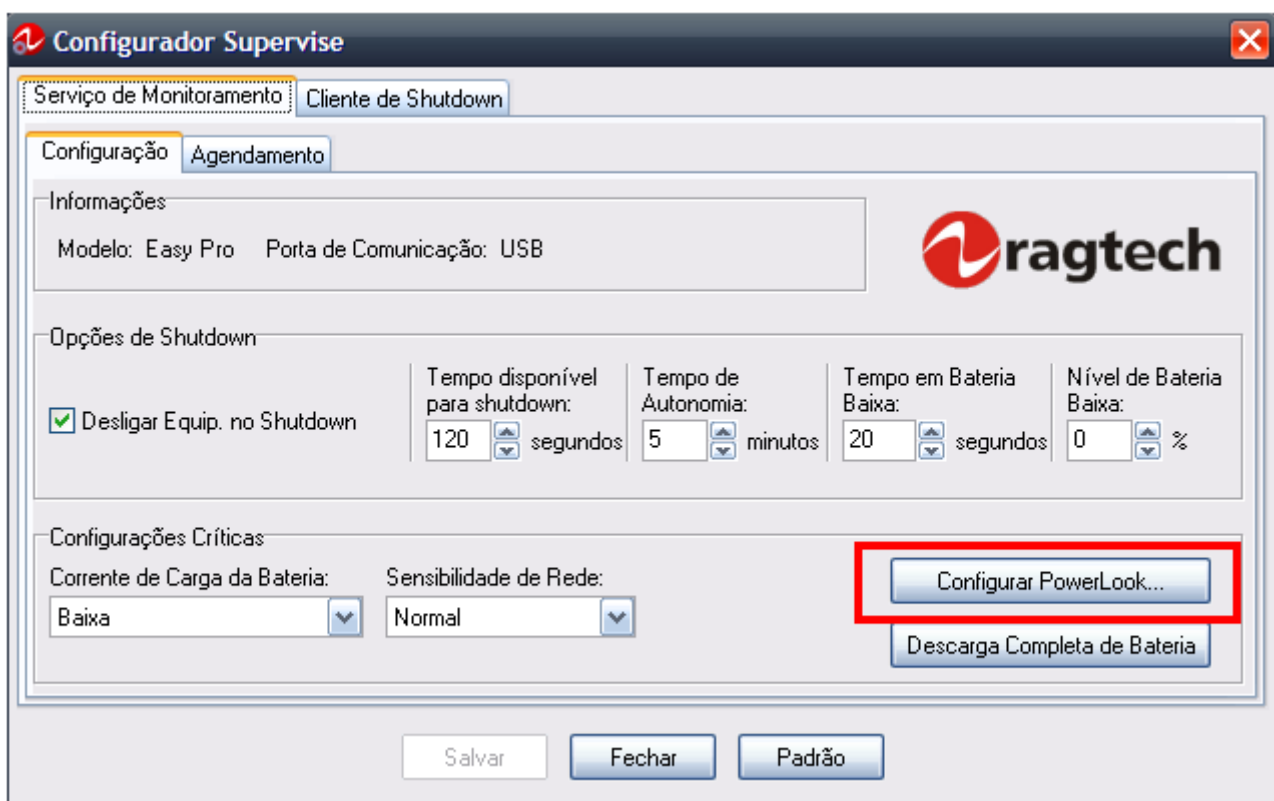 Configurador Supervise
Serviço de Monitoramento
Cliente de Shutdown
Configuração
Agendamento
Informações
Modelo: Easy Pro Porta de Comunicação: USB
ragtech
Opções de Shutdown
Desligar Equip. no Shutdown
Tempo disponível
para shutdown:
120 segundos
Tempo de
Autonomia:
5 minutos
Tempo em Bateria
Baixa:
20 segundos
Nível de Bateria
Baixa:
0 %
Configurações Críticas
Corrente de Carga da Bateria:
Baixa
Sensibilidade de Rede:
Normal
Configurar PowerLook...
Descarga Completa de Bateria
Salvar
Fechar
Padrão